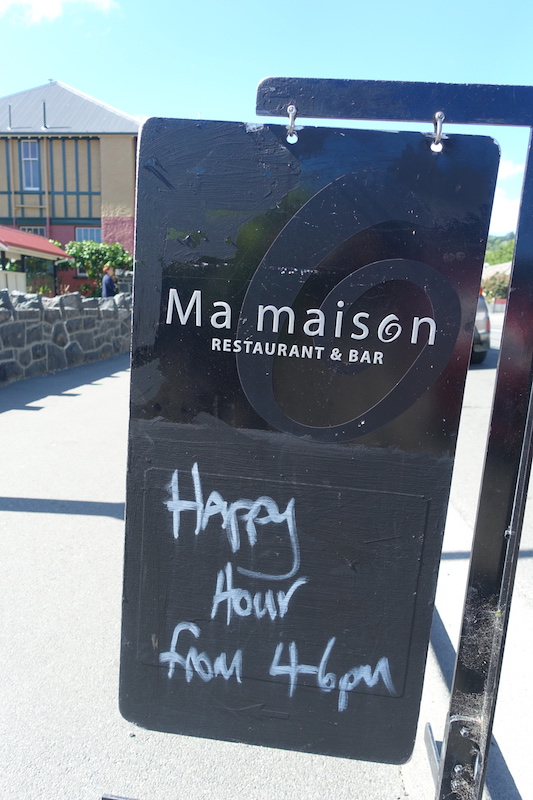 Ma maison
RESTAURANT & BAR
Happy
Hour
from 4-6pm